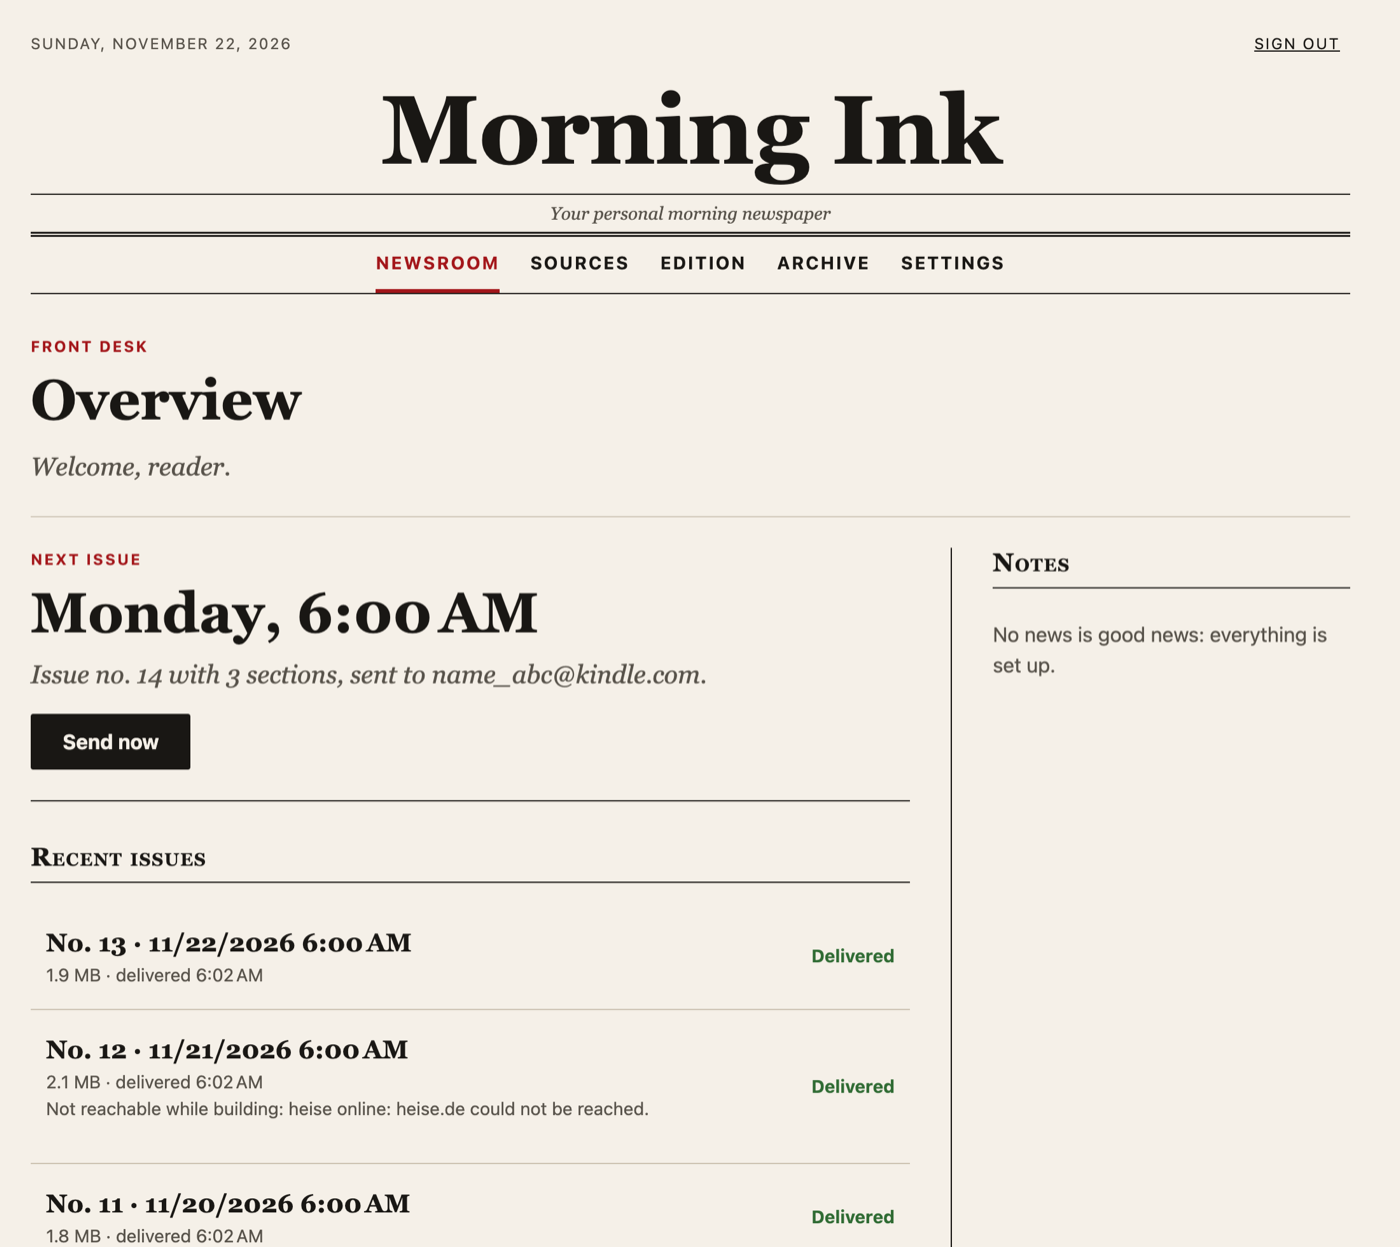 SUNDAY, NOVEMBER 22, 2026
SIGN OUT
Morning Ink
Your personal morning newspaper
NEWSROOM SOURCES EDITION ARCHIVE SETTINGS
FRONT DESK
Overview
Welcome, reader.
NEXT ISSUE
Monday, 6:00 AM
Issue no. 14 with 3 sections, sent to name_abc@kindle.com.
Send now
Recent issues
No. 13 · 11/22/2026 6:00 AM
1.9 MB · delivered 6:02 AM
Delivered
No. 12 · 11/21/2026 6:00 AM
2.1 MB · delivered 6:02 AM
Not reachable while building: heise online: heise.de could not be reached.
Delivered
No. 11 · 11/20/2026 6:00 AM
1.8 MB · delivered 6:02 AM
Delivered
Notes
No news is good news: everything is
set up.